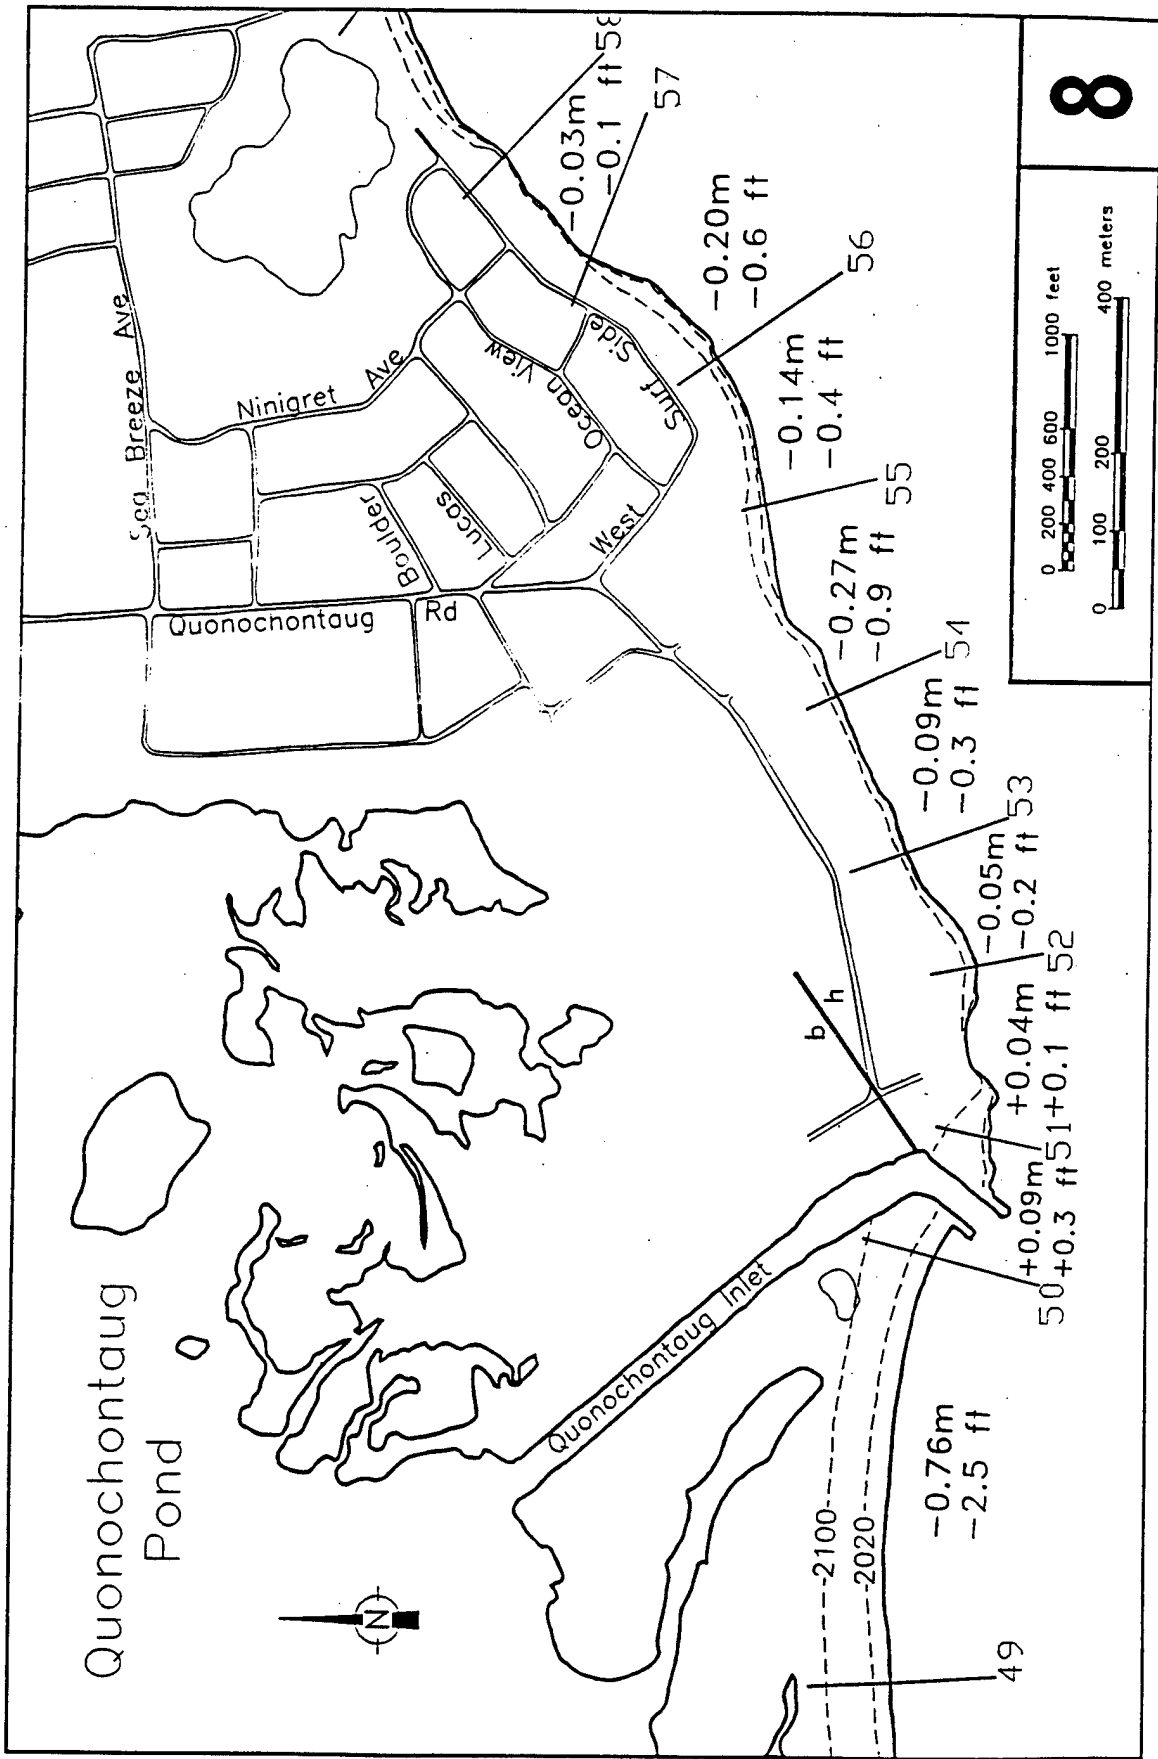 Quonochontaug
Pond
N
Quonochontaug Inlet
Sea Breeze Ave
Ninigret Ave
Quonochontaug Rd
Boulder
Lucas
Ocean View
West
Surf Side
b h
-2100-
-2020-
49
-0.76m
-2.5 ft
50
+0.09m
+0.3 ft
51
+0.04m
+0.1 ft
52
-0.05m
-0.2 ft
53
-0.09m
-0.3 ft
54
-0.27m
-0.9 ft
55
-0.14m
-0.4 ft
56
-0.20m
-0.6 ft
57
-0.03m
-0.1 ft
58
0 200 400 600 1000 feet
0 100 200 400 meters
8